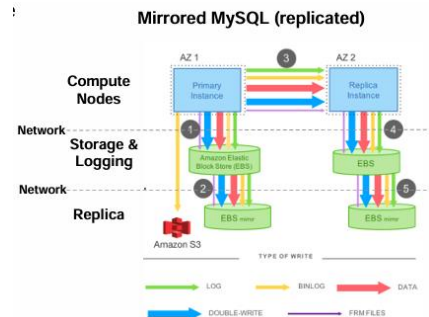 Mirrored MySQL (replicated)
AZ 1
3
AZ 2
Compute
Nodes
Primary
Instance
Replica
Instance
Network
1
4
Storage &
Logging
Amazon Elastic
Block Store (EBS)
EBS
Network
2
5
Replica
EBS mirror
EBS mirror
Amazon S3
TYPE OF WRITE
LOG
BINLOG
DATA
DOUBLE-WRITE
FRM FILES